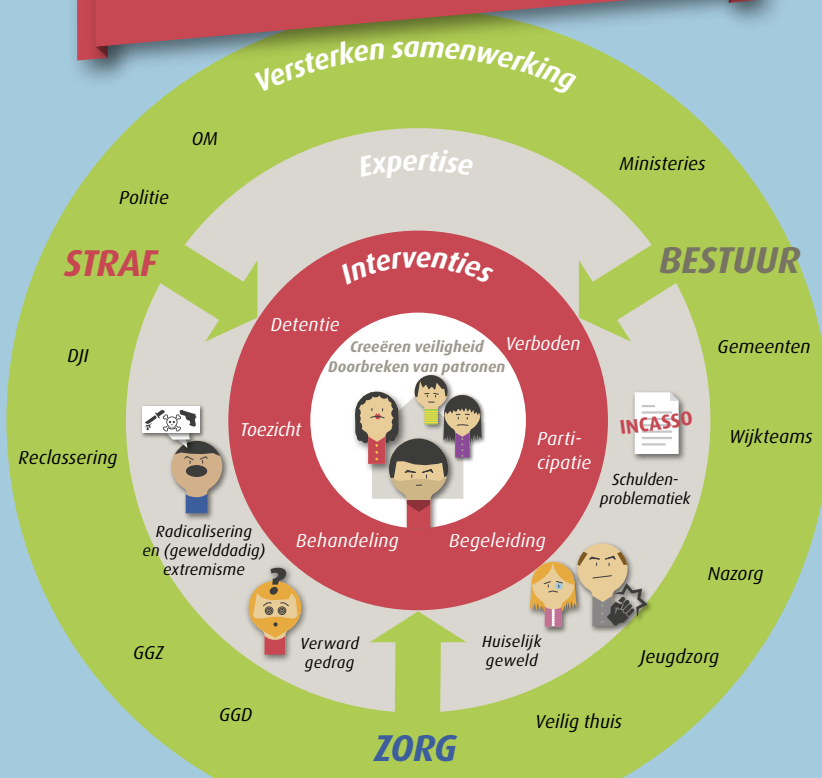 Versterken samenwerking
OM
Politie
Ministeries
Expertise
STRAF
BESTUUR
Interventies
Detentie
Verboden
Creëëren veiligheid
Doorbreken van patronen
DJI
Gemeenten
Toezicht
Parti-
cipatie
INCASSO
Wijkteams
Reclassering
Schulden-
problematiek
Radicalisering
en (gewelddadig)
extremisme
Behandeling
Begeleiding
?
Nazorg
Verward
gedrag
Huiselijk
geweld
GGZ
Jeugdzorg
GGD
Veilig thuis
ZORG